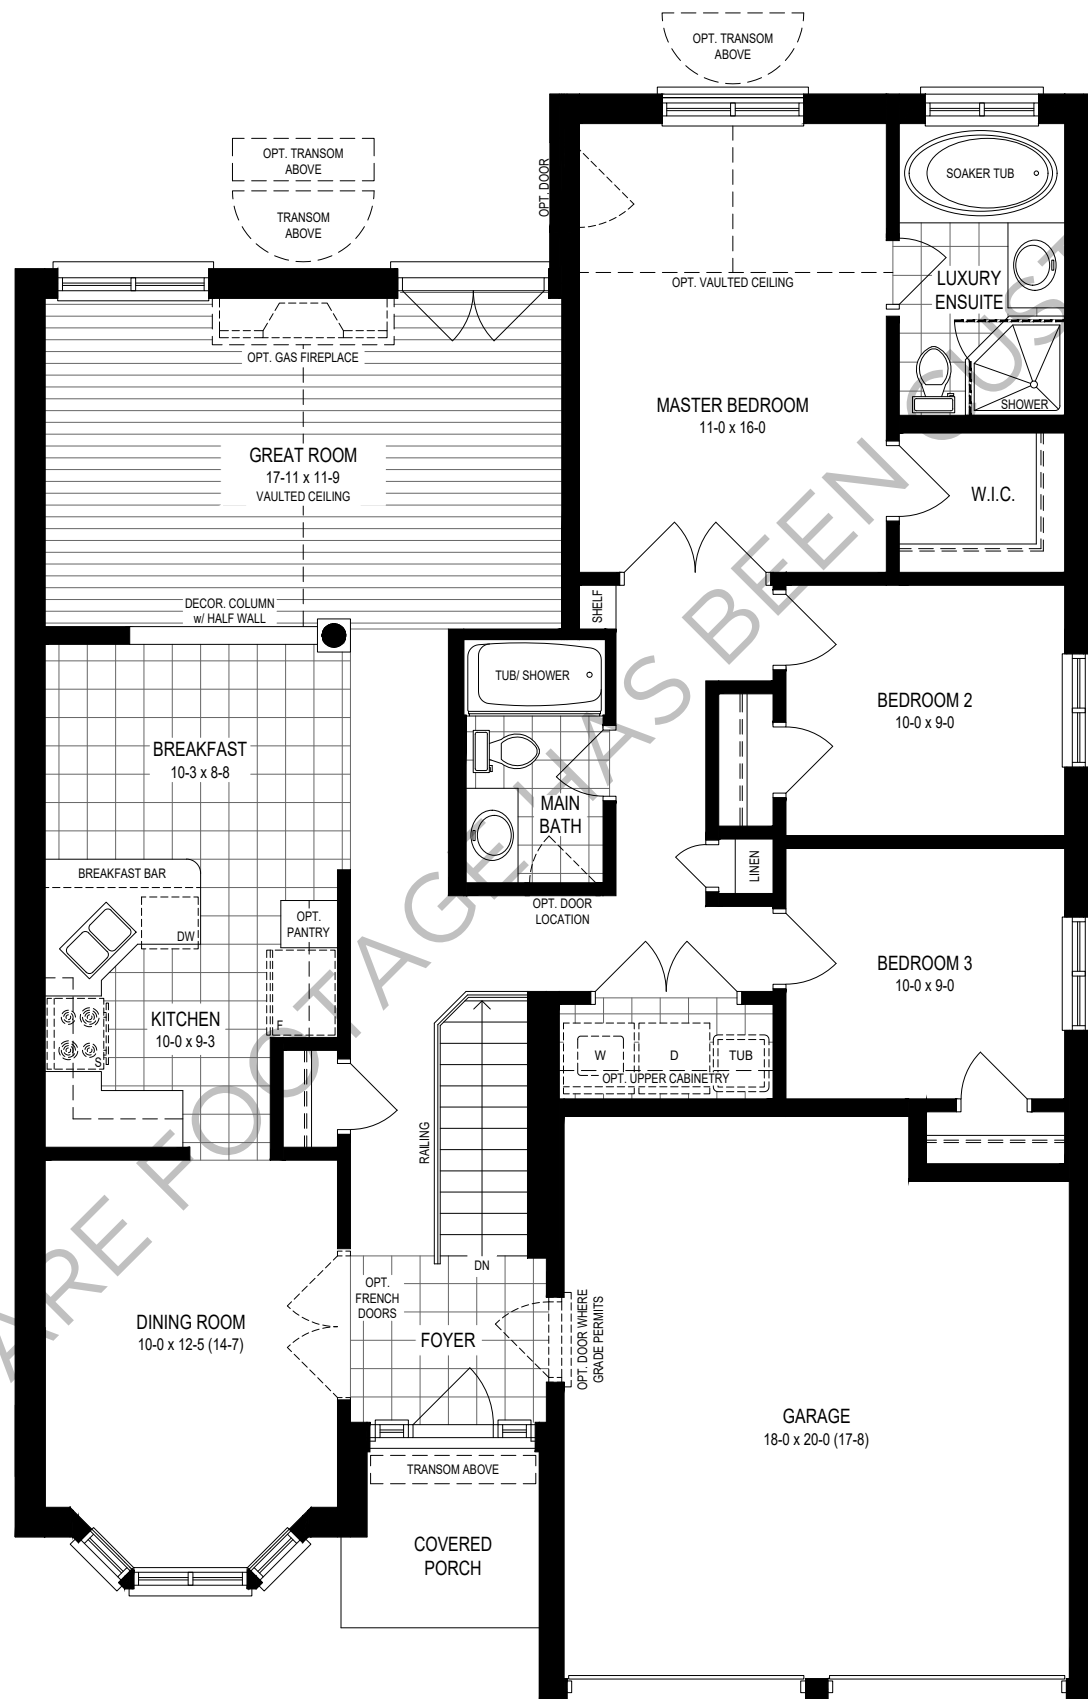 OPT. TRANSOM
ABOVE
OPT. TRANSOM
ABOVE
TRANSOM
ABOVE
OPT. DOOR
SOAKER TUB
OPT. VAULTED CEILING
LUXURY
ENSUITE
SHOWER
OPT. GAS FIREPLACE
MASTER BEDROOM
11-0 x 16-0
GREAT ROOM
17-11 x 11-9
VAULTED CEILING
W.I.C.
DECOR. COLUMN
w/ HALF WALL
SHELF
TUB/ SHOWER
BEDROOM 2
10-0 x 9-0
BREAKFAST
10-3 x 8-8
MAIN
BATH
BREAKFAST BAR
LINEN
DW
OPT.
PANTRY
OPT. DOOR
LOCATION
BEDROOM 3
10-0 x 9-0
KITCHEN
10-0 x 9-3
F
S
W
D
TUB
OPT. UPPER CABINETRY
RAILING
DN
OPT.
FRENCH
DOORS
DINING ROOM
10-0 x 12-5 (14-7)
FOYER
OPT. DOOR WHERE
GRADE PERMITS
GARAGE
18-0 x 20-0 (17-8)
TRANSOM ABOVE
COVERED
PORCH
ARE FOOTAGE HAS BEEN CUST